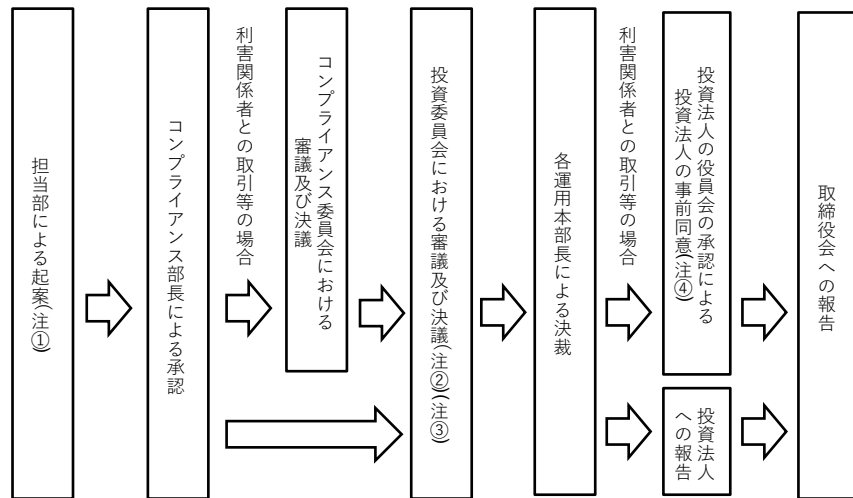 担当部による起案(注①)
コンプライアンス部長による承認
利害関係者との取引等の場合
コンプライアンス委員会における
審議及び決議
投資委員会における審議及び決議(注②)(注③)
各運用本部長による決裁
利害関係者との取引等の場合
投資法人の役員会の承認による
投資法人の事前同意(注④)
投資法人
への報告
取締役会への報告